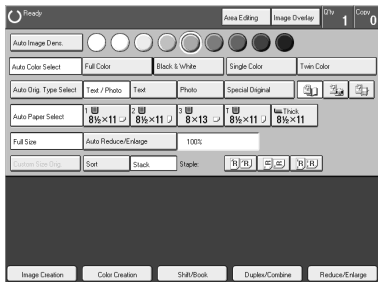 Ready Area Editing Image Overlay Q'ty 1 Copy 0
Auto Image Dens.
Auto Color Select Full Color Black & White Single Color Twin Color
Auto Orig. Type Select Text / Photo Text Photo Special Original
Auto Paper Select 1 8½×11 2 8½×11 3 8×13 T 8½×11 Thick 8½×11
Full Size Auto Reduce/Enlarge 100%
Custom Size Orig. Sort Stack Staple: R R R R
Image Creation Color Creation Shift/Book Duplex/Combine Reduce/Enlarge